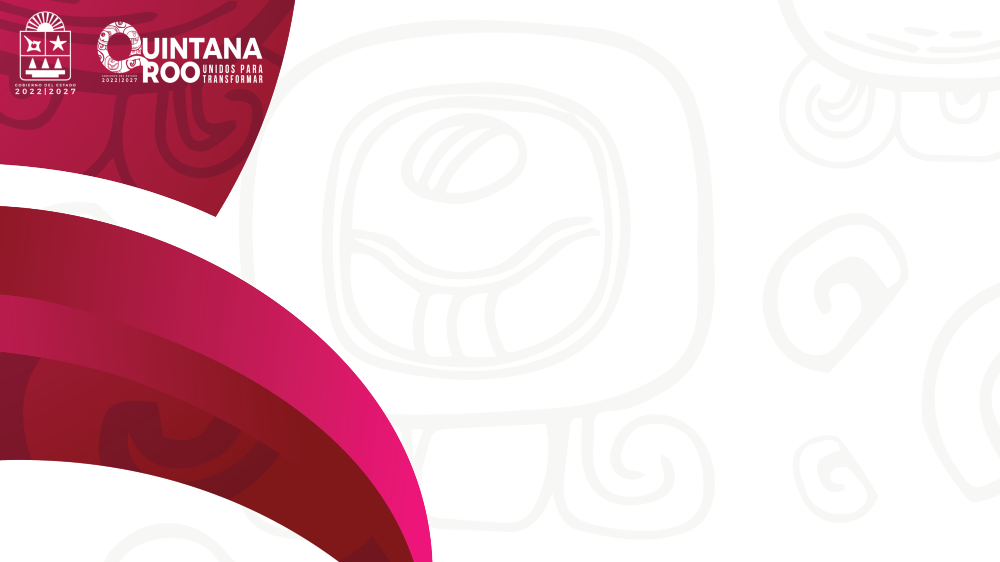 GOBIERNO DEL ESTADO
2022|2027
QUINTANA
ROO UNIDOS PARA
TRANSFORMAR
GOBIERNO DEL ESTADO
2022|2027